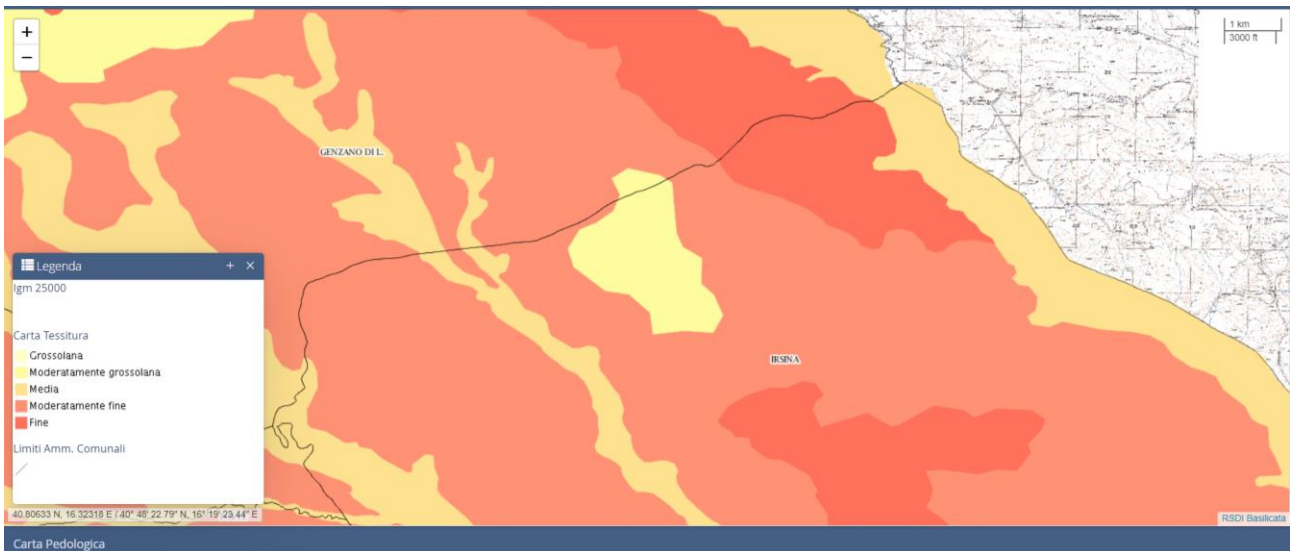 +
−
1 km
3000 ft
GENZANO DI L.
IRSINA
Legenda + ×
Igm 25000
Carta Tessitura
Grossolana
Moderatamente grossolana
Media
Moderatamente fine
Fine
Limiti Amm. Comunali
40.80633 N, 16.32318 E / 40° 48' 22.79" N, 16° 19' 23.44" E
RSDI Basilicata
Carta Pedologica